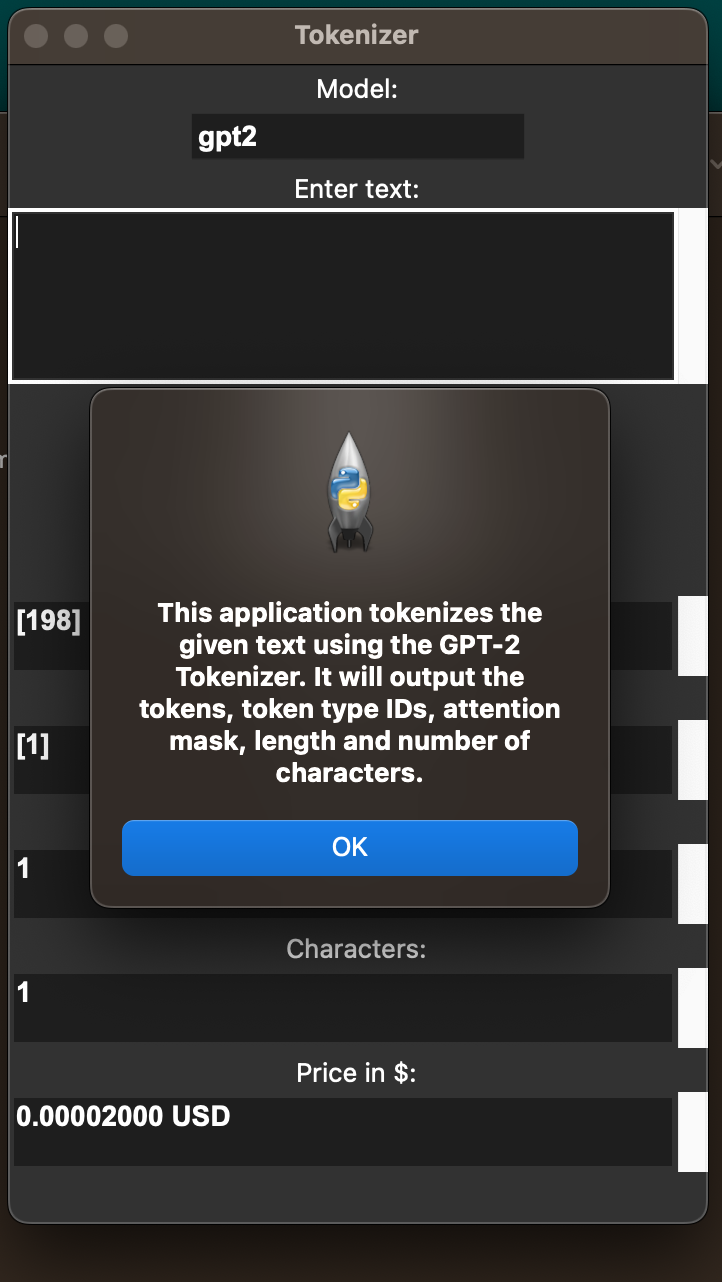 Tokenizer
Model:
gpt2
Enter text:
This application tokenizes the
given text using the GPT-2
Tokenizer. It will output the
tokens, token type IDs, attention
mask, length and number of
characters.
OK
[198]
[1]
1
Characters:
1
Price in $:
0.00002000 USD